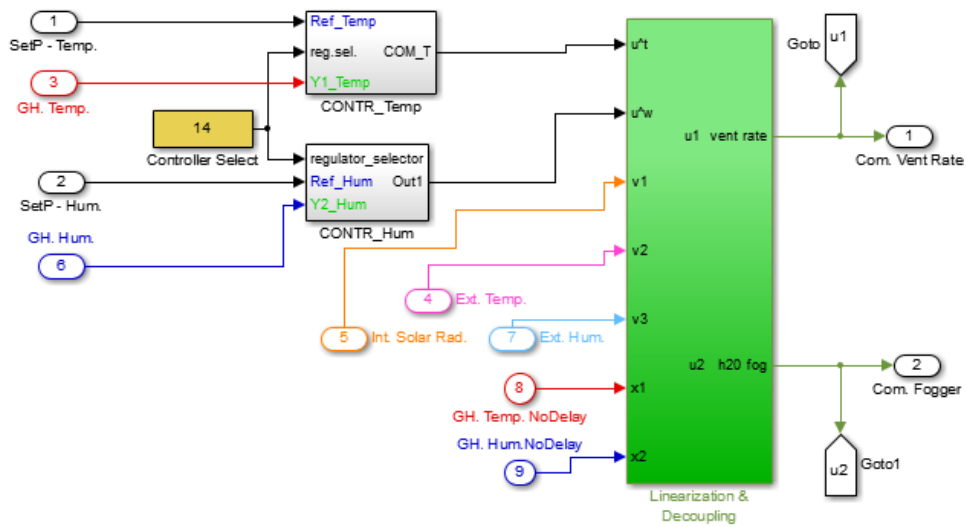 1
SetP - Temp.
Ref_Temp
reg.sel.
COM_T
Y1_Temp
CONTR_Temp
3
GH. Temp.
14
Controller Select
regulator_selector
Ref_Hum
Out1
Y2_Hum
CONTR_Hum
2
SetP - Hum.
GH. Hum.
6
4
Ext. Temp.
5
Int. Solar Rad.
7
Ext. Hum.
8
GH. Temp. NoDelay
GH. Hum.NoDelay
9
u^t
u^w
v1
v2
v3
x1
x2
u1 vent rate
u2 h20 fog
Linearization &
Decoupling
Goto
u1
1
Com. Vent Rate
2
Com. Fogger
u2
Goto1